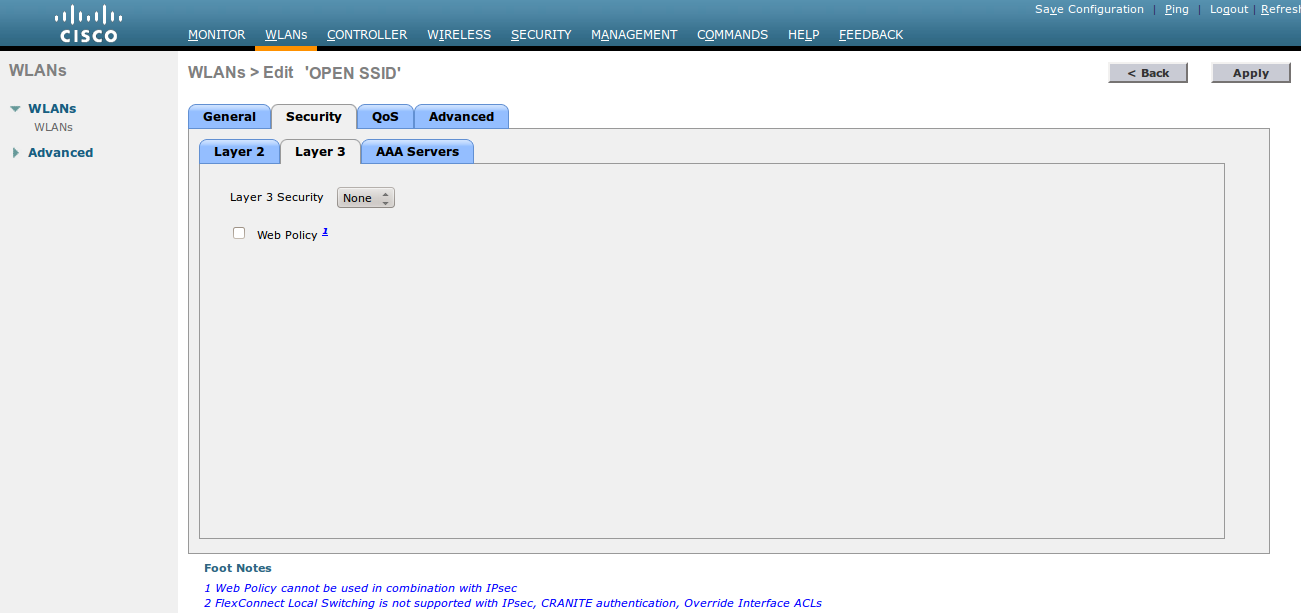 Save Configuration | Ping | Logout | Refresh
CISCO
MONITOR WLANs CONTROLLER WIRELESS SECURITY MANAGEMENT COMMANDS HELP FEEDBACK
WLANs
WLANs > Edit 'OPEN SSID'
< Back Apply
WLANs
WLANs
Advanced
General Security QoS Advanced
Layer 2 Layer 3 AAA Servers
Layer 3 Security None
Web Policy 1
Foot Notes
1 Web Policy cannot be used in combination with IPsec
2 FlexConnect Local Switching is not supported with IPsec, CRANITE authentication, Override Interface ACLs